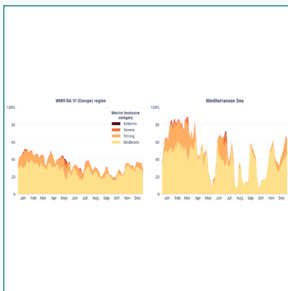 WMO RA VI (Europe) region
Mediterranean Sea
Marine heatwave
category
Extreme
Severe
Strong
Moderate
100%
80
60
40
20
0
Jan Feb Mar Apr May Jun Jul Aug Sep Oct Nov Dec
100%
80
60
40
20
0
Jan Feb Mar Apr May Jun Jul Aug Sep Oct Nov Dec